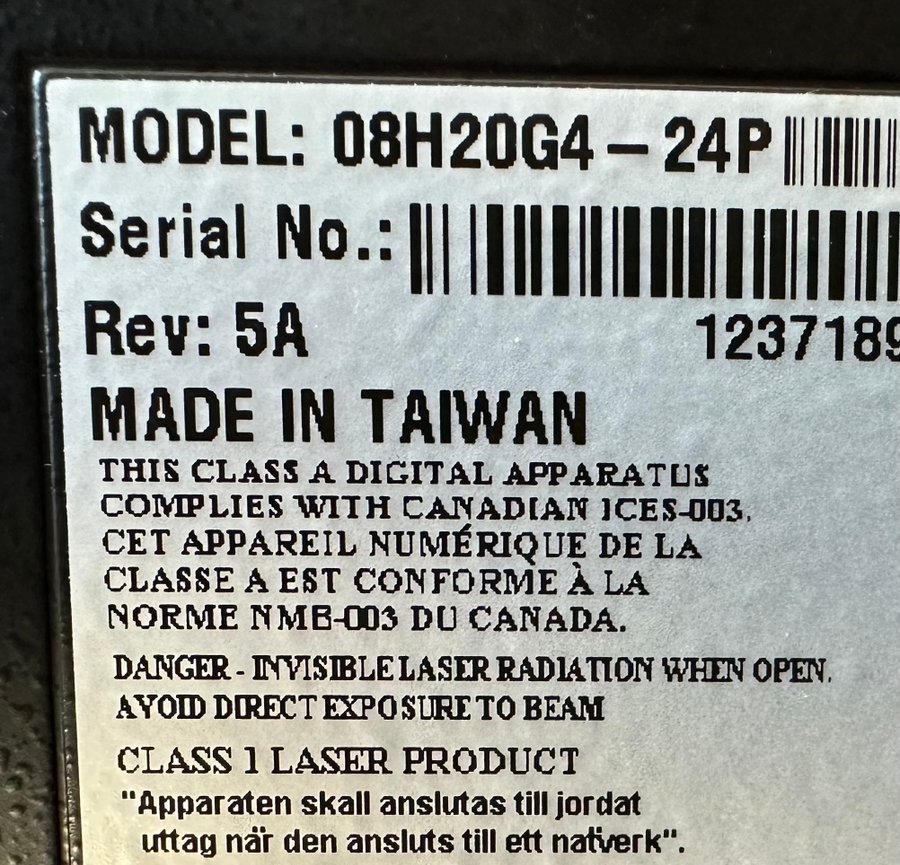 MODEL: 08H20G4 – 24P
Serial No.:
Rev: 5A 1237189
MADE IN TAIWAN
THIS CLASS A DIGITAL APPARATUS
COMPLIES WITH CANADIAN ICES-003.
CET APPAREIL NUMÉRIQUE DE LA
CLASSE A EST CONFORME À LA
NORME NMB-003 DU CANADA.
DANGER - INVISIBLE LASER RADIATION WHEN OPEN.
AVOID DIRECT EXPOSURE TO BEAM
CLASS 1 LASER PRODUCT
"Apparaten skall anslutas till jordat
uttag när den ansluts till ett natverk".